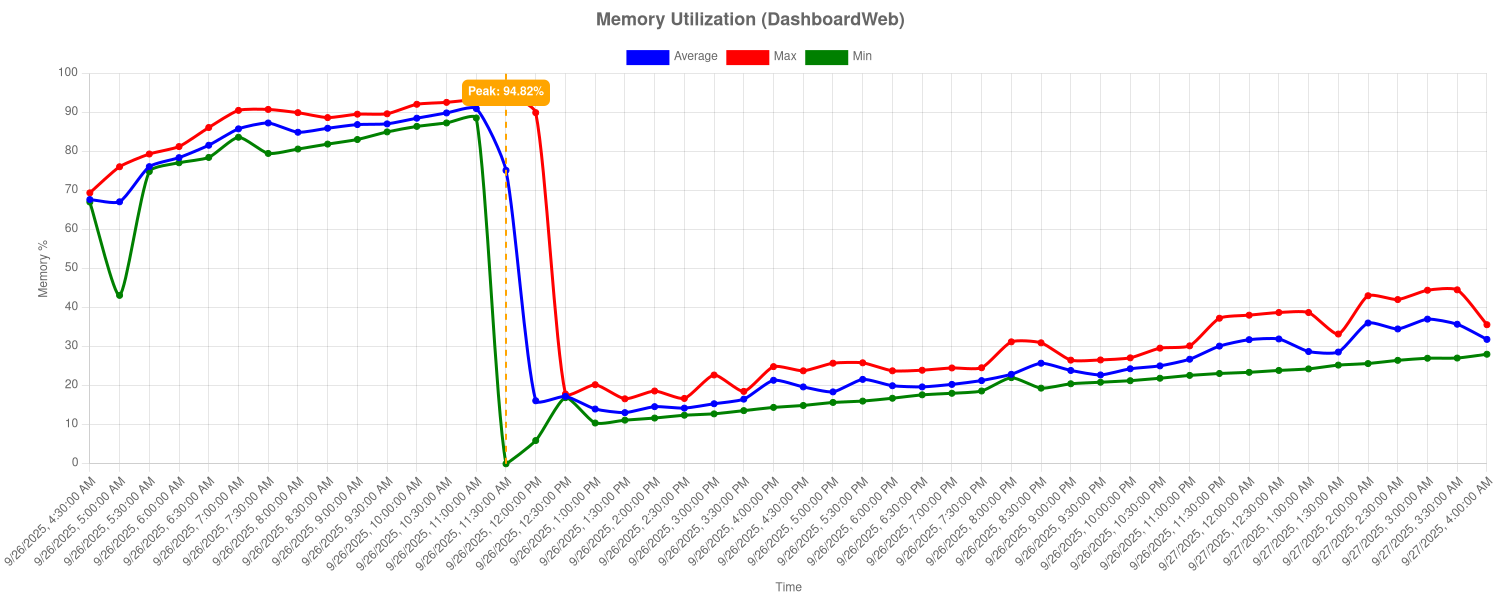 Memory Utilization (DashboardWeb)
Average Max Min
Peak: 94.82%
Memory %
100
90
80
70
60
50
40
30
20
10
0
9/26/2025, 4:30:00 AM
9/26/2025, 5:00:00 AM
9/26/2025, 5:30:00 AM
9/26/2025, 6:00:00 AM
9/26/2025, 6:30:00 AM
9/26/2025, 7:00:00 AM
9/26/2025, 7:30:00 AM
9/26/2025, 8:00:00 AM
9/26/2025, 8:30:00 AM
9/26/2025, 9:00:00 AM
9/26/2025, 9:30:00 AM
9/26/2025, 10:00:00 AM
9/26/2025, 10:30:00 AM
9/26/2025, 11:00:00 AM
9/26/2025, 11:30:00 AM
9/26/2025, 12:00:00 PM
9/26/2025, 12:30:00 PM
9/26/2025, 1:00:00 PM
9/26/2025, 1:30:00 PM
9/26/2025, 2:00:00 PM
9/26/2025, 2:30:00 PM
9/26/2025, 3:00:00 PM
9/26/2025, 3:30:00 PM
9/26/2025, 4:00:00 PM
9/26/2025, 4:30:00 PM
9/26/2025, 5:00:00 PM
9/26/2025, 5:30:00 PM
9/26/2025, 6:00:00 PM
9/26/2025, 6:30:00 PM
9/26/2025, 7:00:00 PM
9/26/2025, 7:30:00 PM
9/26/2025, 8:00:00 PM
9/26/2025, 8:30:00 PM
9/26/2025, 9:00:00 PM
9/26/2025, 9:30:00 PM
9/26/2025, 10:00:00 PM
9/26/2025, 10:30:00 PM
9/26/2025, 11:00:00 PM
9/26/2025, 11:30:00 PM
9/27/2025, 12:00:00 AM
9/27/2025, 12:30:00 AM
9/27/2025, 1:00:00 AM
9/27/2025, 1:30:00 AM
9/27/2025, 2:00:00 AM
9/27/2025, 2:30:00 AM
9/27/2025, 3:00:00 AM
9/27/2025, 3:30:00 AM
9/27/2025, 4:00:00 AM
Time